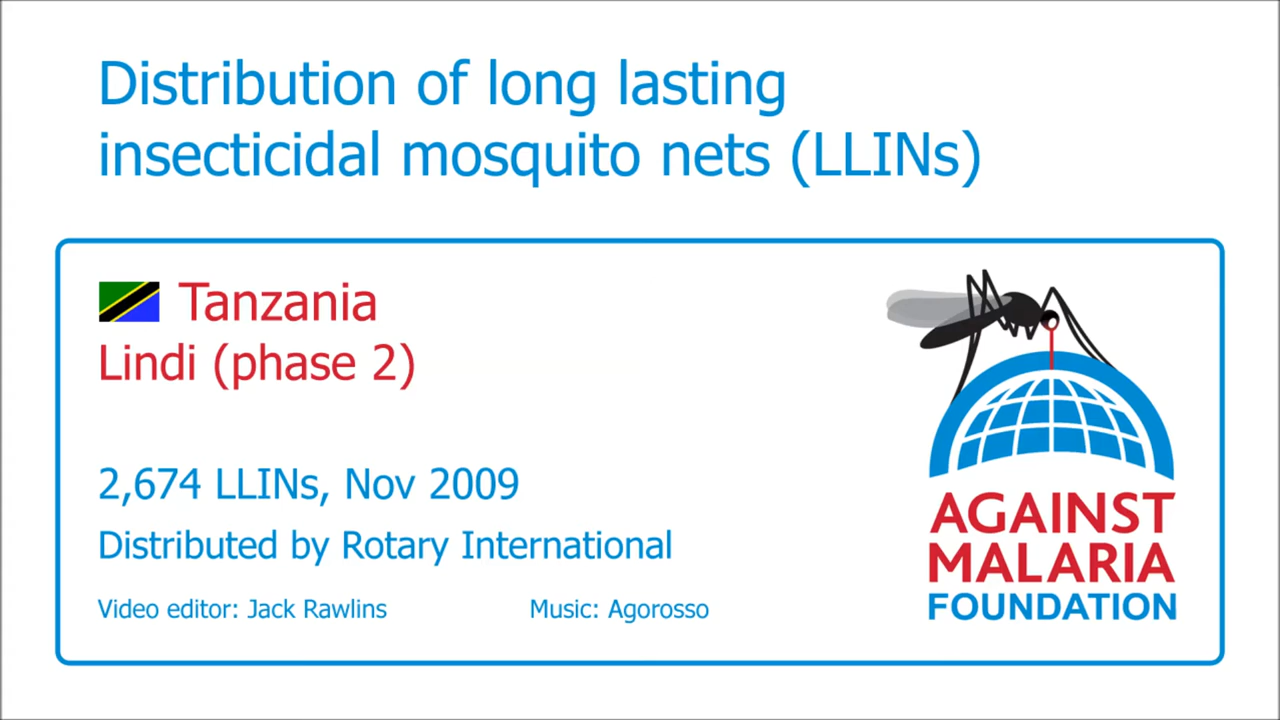 Distribution of long lasting
insecticidal mosquito nets (LLINs)
Tanzania
Lindi (phase 2)
2,674 LLINs, Nov 2009
Distributed by Rotary International
Video editor: Jack Rawlins
Music: Agorosso
AGAINST
MALARIA
FOUNDATION